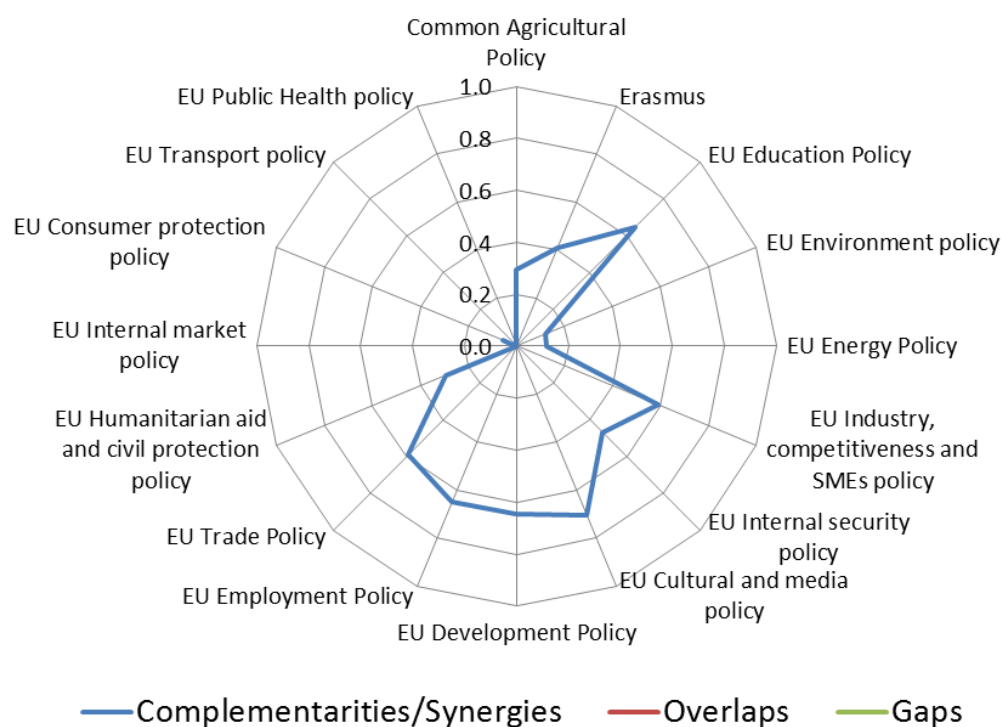 Common Agricultural
Policy
EU Public Health policy
1.0
Erasmus
EU Transport policy
0.8
EU Education Policy
EU Consumer protection
policy
0.6
EU Environment policy
0.4
0.2
EU Internal market
policy
0.0
EU Energy Policy
EU Humanitarian aid
and civil protection
policy
EU Industry,
competitiveness and
SMEs policy
EU Trade Policy
EU Internal security
policy
EU Employment Policy
EU Cultural and media
policy
EU Development Policy
Complementarities/Synergies
Overlaps
Gaps